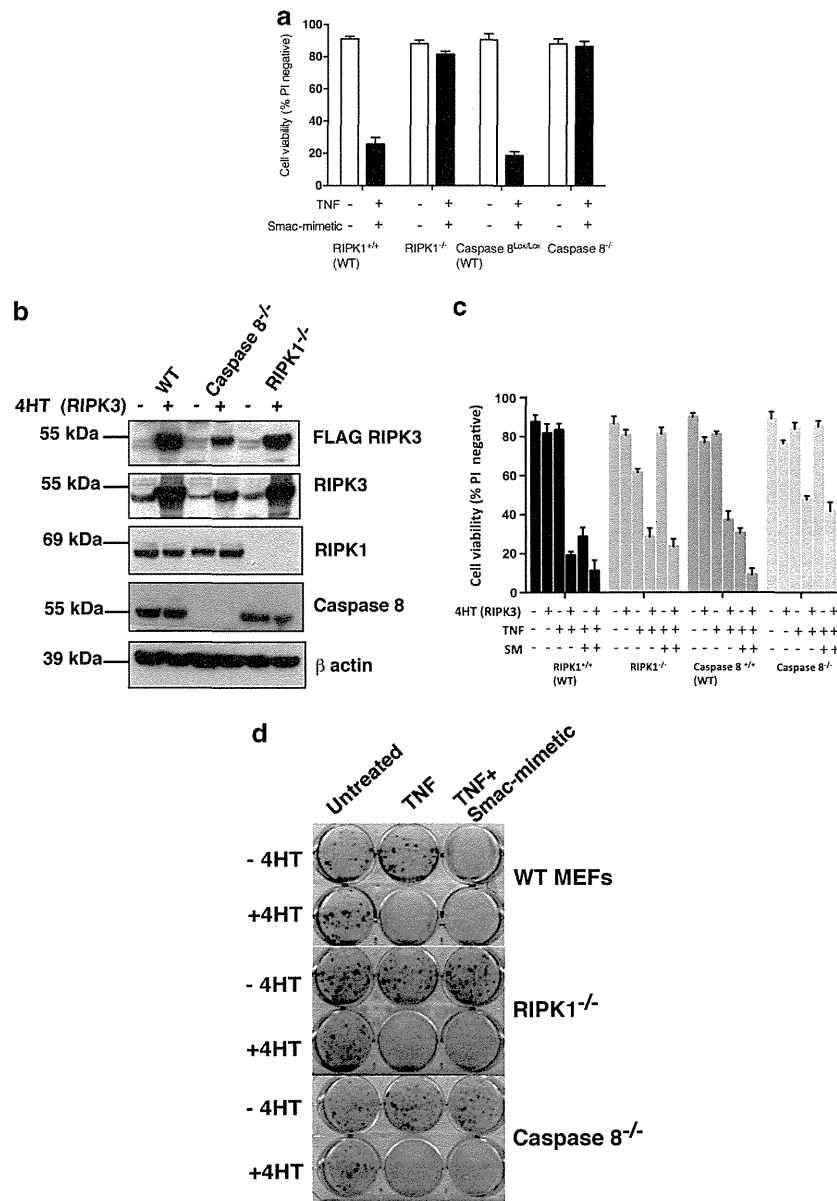 a
Cell viability (% PI negative)
100
80
60
40
20
0
TNF - + - + - + - +
Smac-mimetic - + - + - + - +
RIPK1+/+ (WT) RIPK1-/- Caspase 8Lox/Lox (WT) Caspase 8-/-
b
WT Caspase 8-/- RIPK1-/-
4HT (RIPK3) - + - + - +
55 kDa FLAG RIPK3
55 kDa RIPK3
69 kDa RIPK1
55 kDa Caspase 8
39 kDa β actin
c
Cell viability (% PI negative)
100
80
60
40
20
0
4HT (RIPK3) - + - + - + - + - + - + - + - + - + - + - + - +
TNF - - + + + + - - + + + + - - + + + + - - + + + +
SM - - - - + + - - - - + + - - - - + + - - - - + +
RIPK1+/+ (WT) RIPK1-/- Caspase 8 +/+ (WT) Caspase 8-/-
d
Untreated TNF TNF+ Smac-mimetic
- 4HT
WT MEFs
+4HT
- 4HT
RIPK1-/-
+4HT
- 4HT
Caspase 8-/-
+4HT